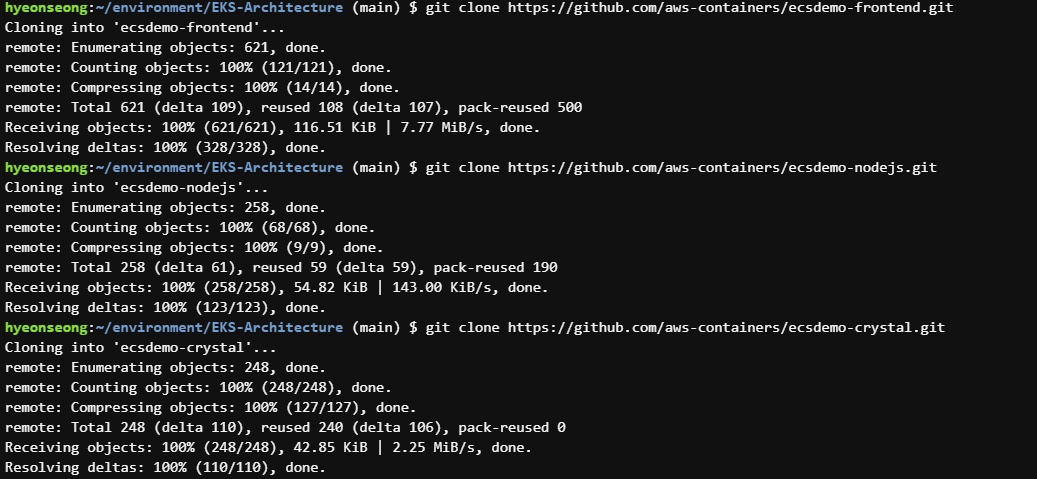 hyeonseong:~/environment/EKS-Architecture (main) $ git clone https://github.com/aws-containers/ecsdemo-frontend.git
Cloning into 'ecsdemo-frontend'...
remote: Enumerating objects: 621, done.
remote: Counting objects: 100% (121/121), done.
remote: Compressing objects: 100% (14/14), done.
remote: Total 621 (delta 109), reused 108 (delta 107), pack-reused 500
Receiving objects: 100% (621/621), 116.51 KiB | 7.77 MiB/s, done.
Resolving deltas: 100% (328/328), done.
hyeonseong:~/environment/EKS-Architecture (main) $ git clone https://github.com/aws-containers/ecsdemo-nodejs.git
Cloning into 'ecsdemo-nodejs'...
remote: Enumerating objects: 258, done.
remote: Counting objects: 100% (68/68), done.
remote: Compressing objects: 100% (9/9), done.
remote: Total 258 (delta 61), reused 59 (delta 59), pack-reused 190
Receiving objects: 100% (258/258), 54.82 KiB | 143.00 KiB/s, done.
Resolving deltas: 100% (123/123), done.
hyeonseong:~/environment/EKS-Architecture (main) $ git clone https://github.com/aws-containers/ecsdemo-crystal.git
Cloning into 'ecsdemo-crystal'...
remote: Enumerating objects: 248, done.
remote: Counting objects: 100% (248/248), done.
remote: Compressing objects: 100% (127/127), done.
remote: Total 248 (delta 110), reused 240 (delta 106), pack-reused 0
Receiving objects: 100% (248/248), 42.85 KiB | 2.25 MiB/s, done.
Resolving deltas: 100% (110/110), done.